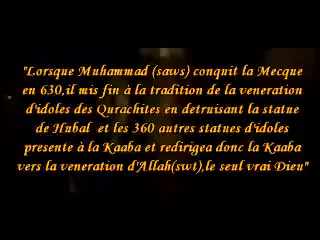 "Lorsque Muhammad (saws) conquit la Mecque
en 630,il mis fin à la tradition de la veneration
d'idoles des Qurachites en detruisant la statue
de Hubal et les 360 autres statues d'idoles
presente à la Kaaba et redirigea donc la Kaaba
vers la veneration d'Allah(swt),le seul vrai Dieu"